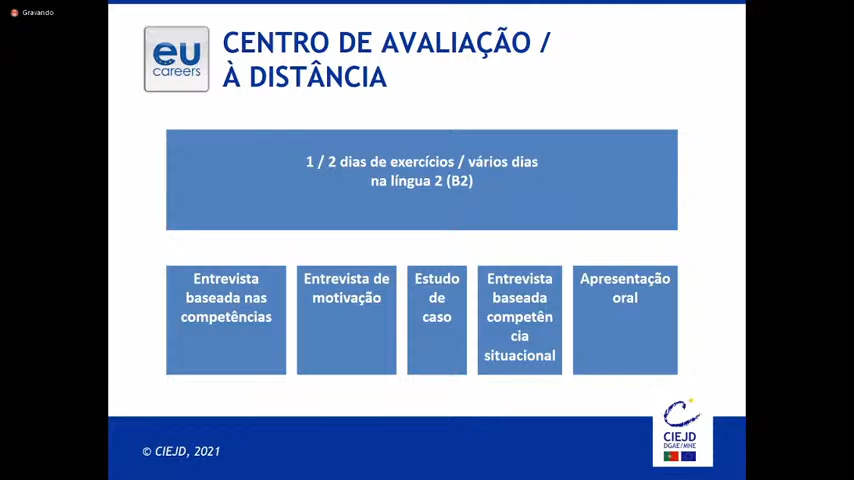 Gravando
eu
careers
CENTRO DE AVALIAÇÃO /
À DISTÂNCIA
1 / 2 dias de exercícios / vários dias
na língua 2 (B2)
Entrevista
baseada nas
competências
Entrevista de
motivação
Estudo
de
caso
Entrevista
baseada
competên
cia
situacional
Apresentação
oral
© CIEJD, 2021
CIEJD
DGAE/MNE